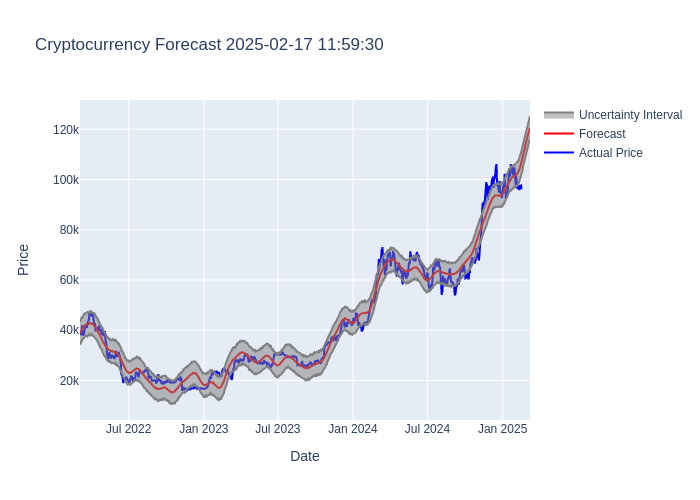 Cryptocurrency Forecast 2025-02-17 11:59:30
Uncertainty Interval
Forecast
Actual Price
Price
120k
100k
80k
60k
40k
20k
Jul 2022
Jan 2023
Jul 2023
Jan 2024
Jul 2024
Jan 2025
Date